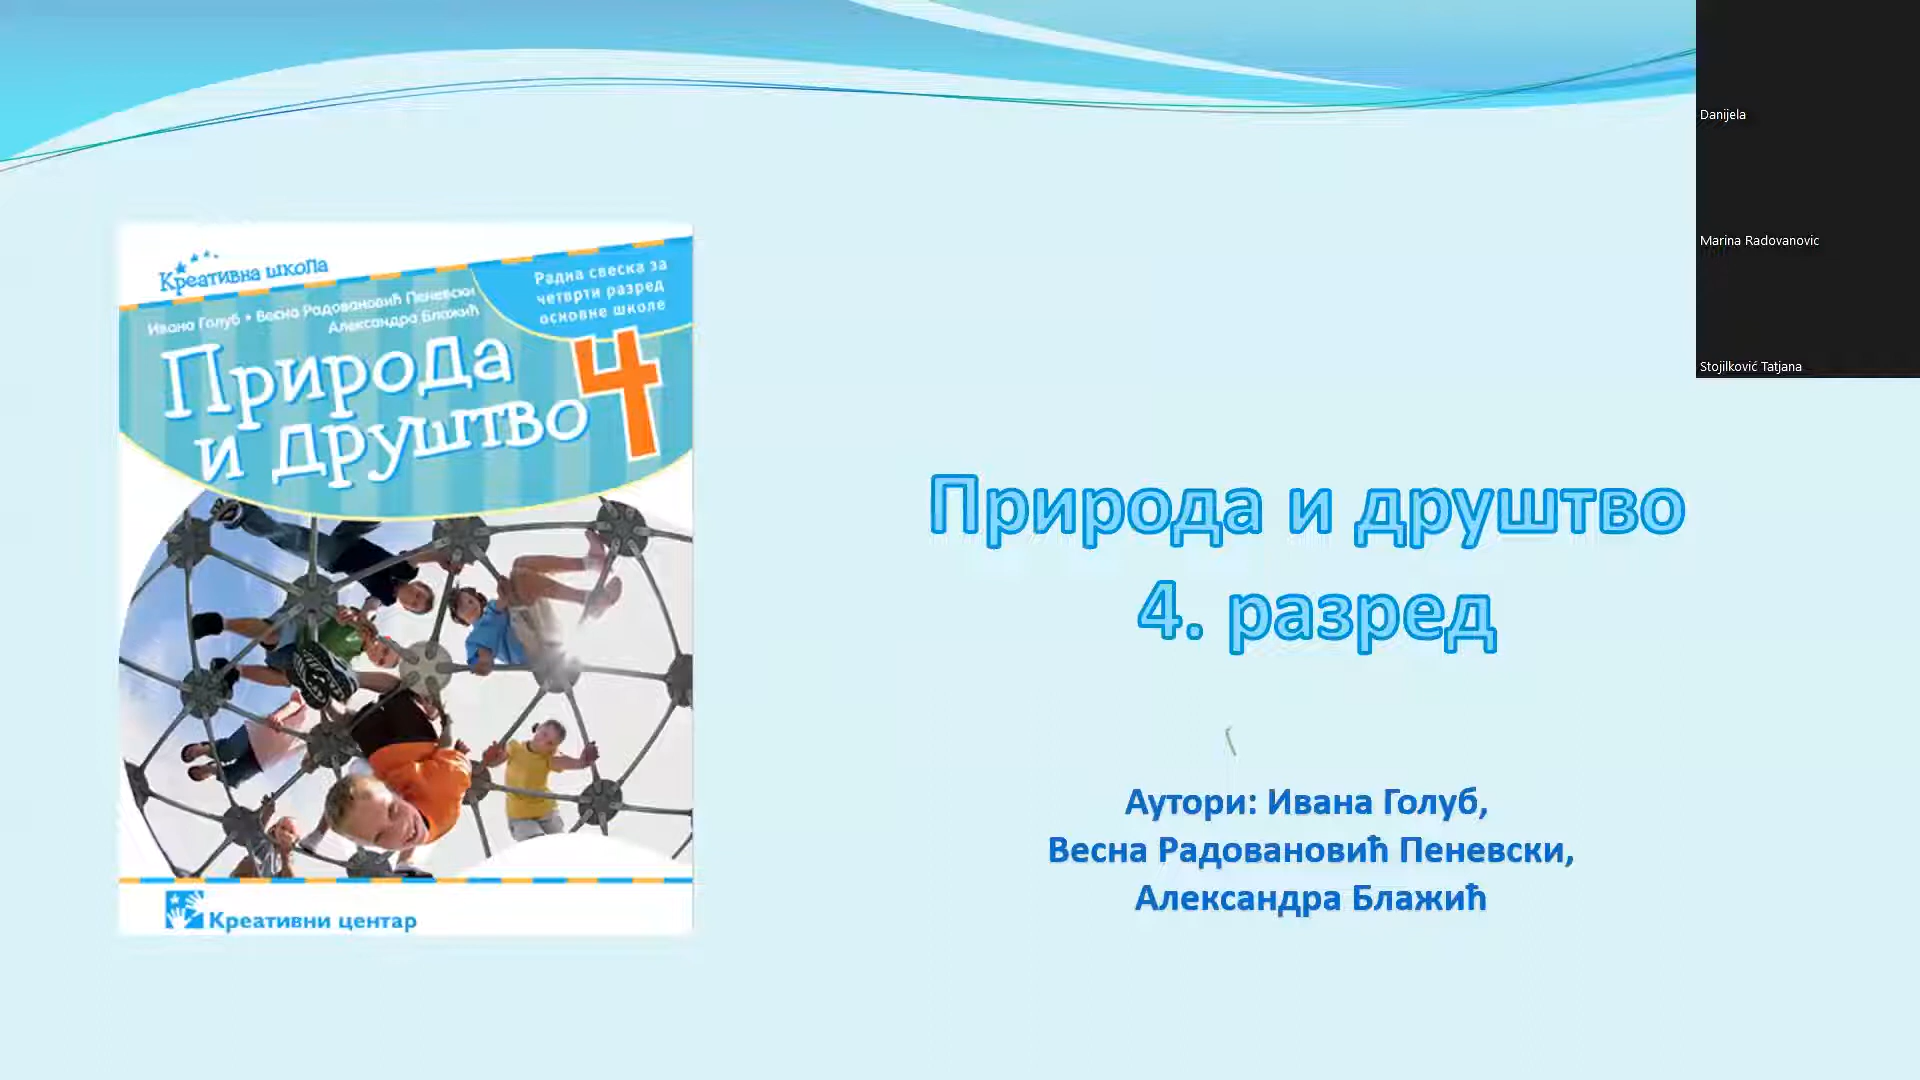 Креативна школа
Радна свеска за
четврти разред
основне школе
Ивана Голуб • Весна Радовановић Пеневски
Александра Блажић
Природа
и друштво
4
Креативни центар
Природа и друштво
4. разред
Аутори: Ивана Голуб,
Весна Радовановић Пеневски,
Александра Блажић
Danijela
Marina Radovanovic
Stojilković Tatjana